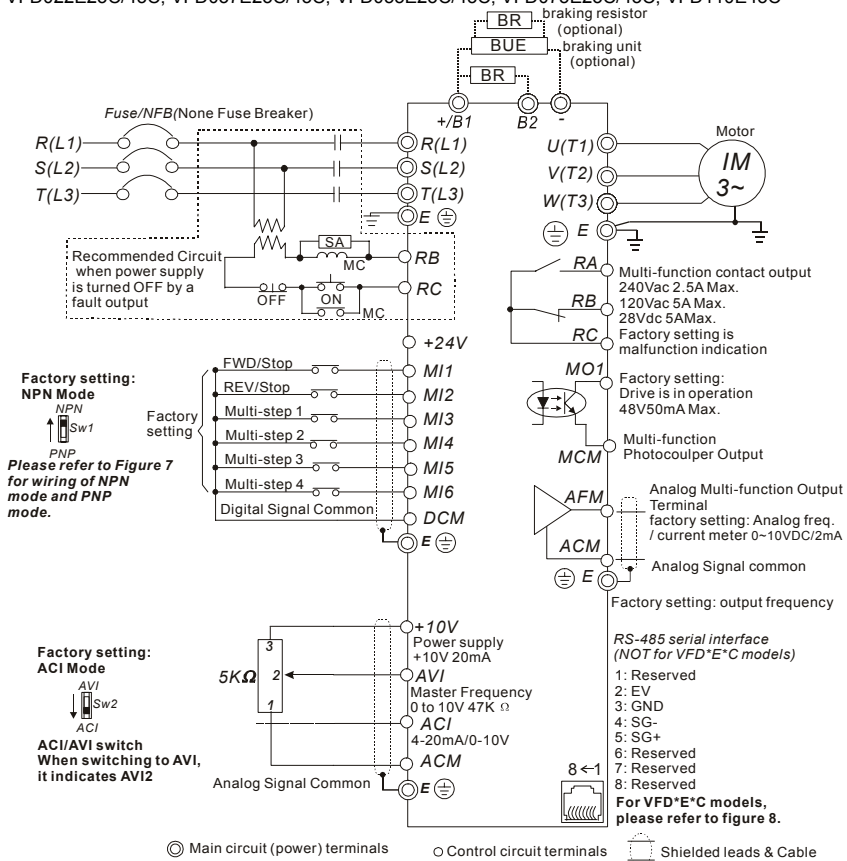 BR
braking resistor
(optional)
BUE
braking unit
(optional)
BR
+/B1
B2
-
Fuse/NFB(None Fuse Breaker)
R(L1)
S(L2)
T(L3)
R(L1)
S(L2)
T(L3)
E
Recommended Circuit
when power supply
is turned OFF by a
fault output
SA
MC
OFF
ON
MC
RB
RC
U(T1)
V(T2)
W(T3)
E
Motor
IM
3~
RA
RB
RC
Multi-function contact output
240Vac 2.5A Max.
120Vac 5A Max.
28Vdc 5AMax.
Factory setting is
malfunction indication
+24V
FWD/Stop
MI1
REV/Stop
MI2
Multi-step 1
MI3
Multi-step 2
MI4
Multi-step 3
MI5
Multi-step 4
MI6
Digital Signal Common
DCM
E
Factory
setting
Factory setting:
NPN Mode
NPN
Sw1
PNP
Please refer to Figure 7
for wiring of NPN
mode and PNP
mode.
MO1
Factory setting:
Drive is in operation
48V50mA Max.
Multi-function
Photocoulper Output
MCM
AFM
Analog Multi-function Output
Terminal
factory setting: Analog freq.
/ current meter 0~10VDC/2mA
ACM
Analog Signal common
E
Factory setting: output frequency
+10V
Power supply
+10V 20mA
3
5KΩ
2
1
AVI
Master Frequency
0 to 10V 47K Ω
ACI
4-20mA/0-10V
ACM
Analog Signal Common
E
Factory setting:
ACI Mode
AVI
Sw2
ACI
ACI/AVI switch
When switching to AVI,
it indicates AVI2
RS-485 serial interface
(NOT for VFD*E*C models)
1: Reserved
2: EV
3: GND
4: SG-
5: SG+
6: Reserved
7: Reserved
8: Reserved
For VFD*E*C models,
please refer to figure 8.
8←1
Main circuit (power) terminals
Control circuit terminals
Shielded leads & Cable